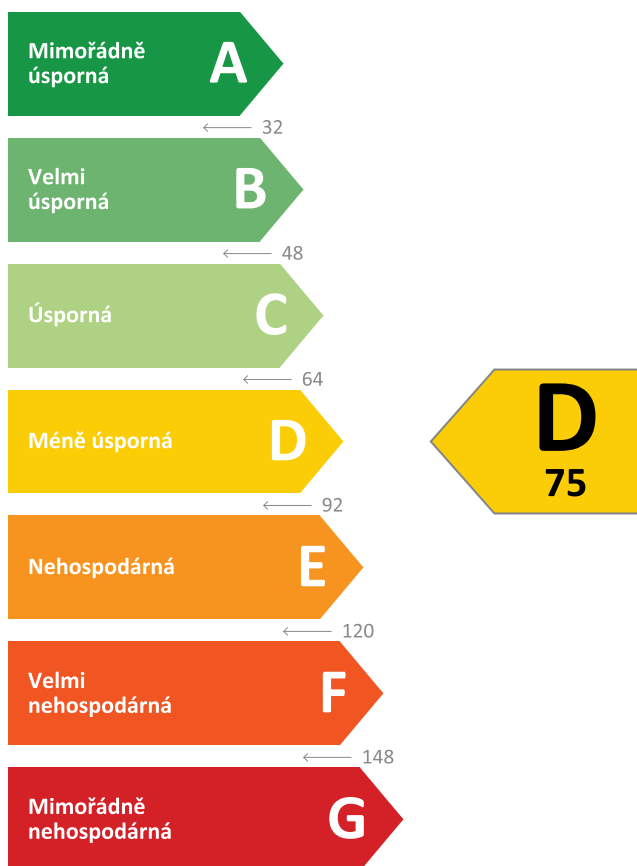 Mimořádně
úsporná
A
32
Velmi
úsporná
B
48
Úsporná
C
64
Méně úsporná
D
D
75
92
Nehospodárná
E
120
Velmi
nehospodárná
F
148
Mimořádně
nehospodárná
G